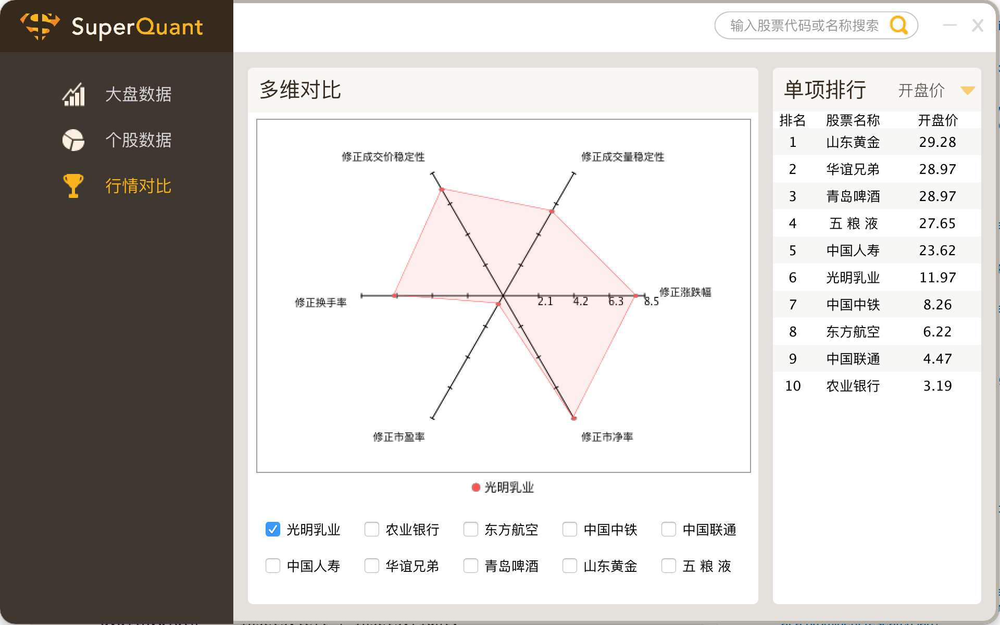 SuperQuant
输入股票代码或名称搜索
大盘数据
个股数据
行情对比
多维对比
修正成交价稳定性
修正成交量稳定性
修正换手率
2.1 4.2 6.3 8.5
修正涨跌幅
修正市盈率
修正市净率
光明乳业
光明乳业 农业银行 东方航空 中国中铁 中国联通
中国人寿 华谊兄弟 青岛啤酒 山东黄金 五 粮 液
单项排行 开盘价
排名 股票名称 开盘价
1 山东黄金 29.28
2 华谊兄弟 28.97
3 青岛啤酒 28.97
4 五 粮 液 27.65
5 中国人寿 23.62
6 光明乳业 11.97
7 中国中铁 8.26
8 东方航空 6.22
9 中国联通 4.47
10 农业银行 3.19